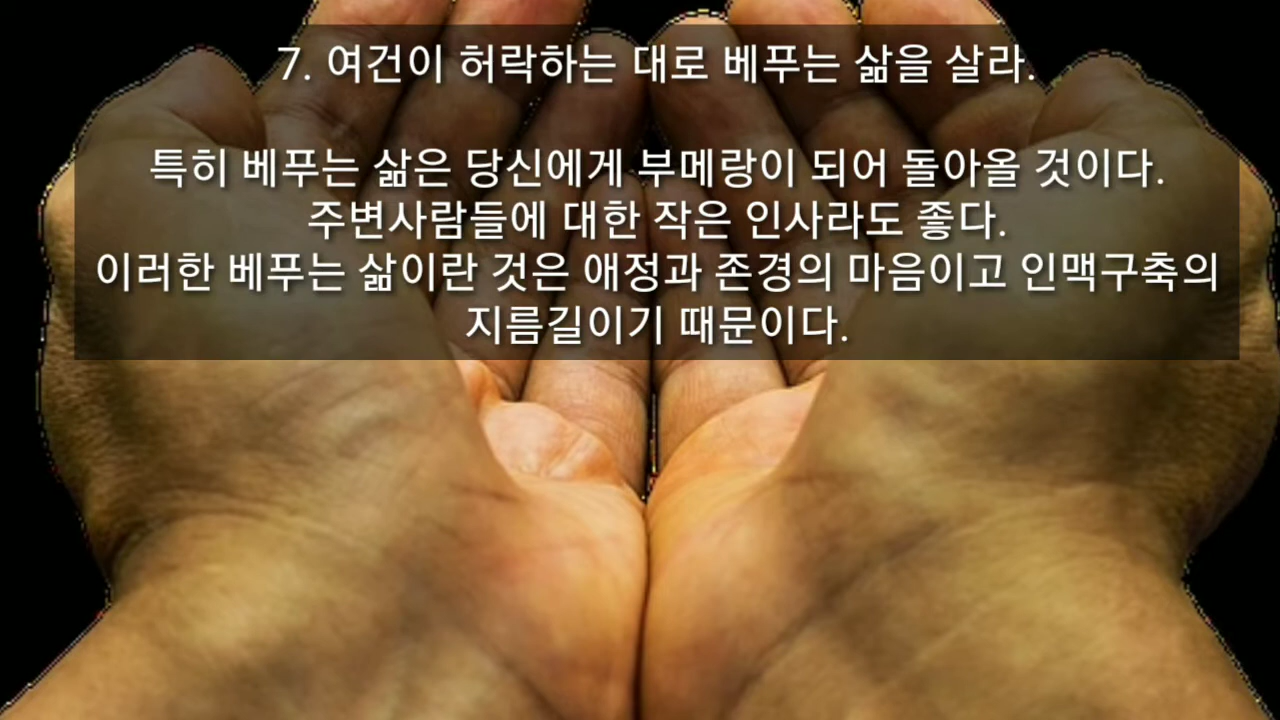 7. 여건이 허락하는 대로 베푸는 삶을 살라.
특히 베푸는 삶은 당신에게 부메랑이 되어 돌아올 것이다.
주변사람들에 대한 작은 인사라도 좋다.
이러한 베푸는 삶이란 것은 애정과 존경의 마음이고 인맥구축의
지름길이기 때문이다.